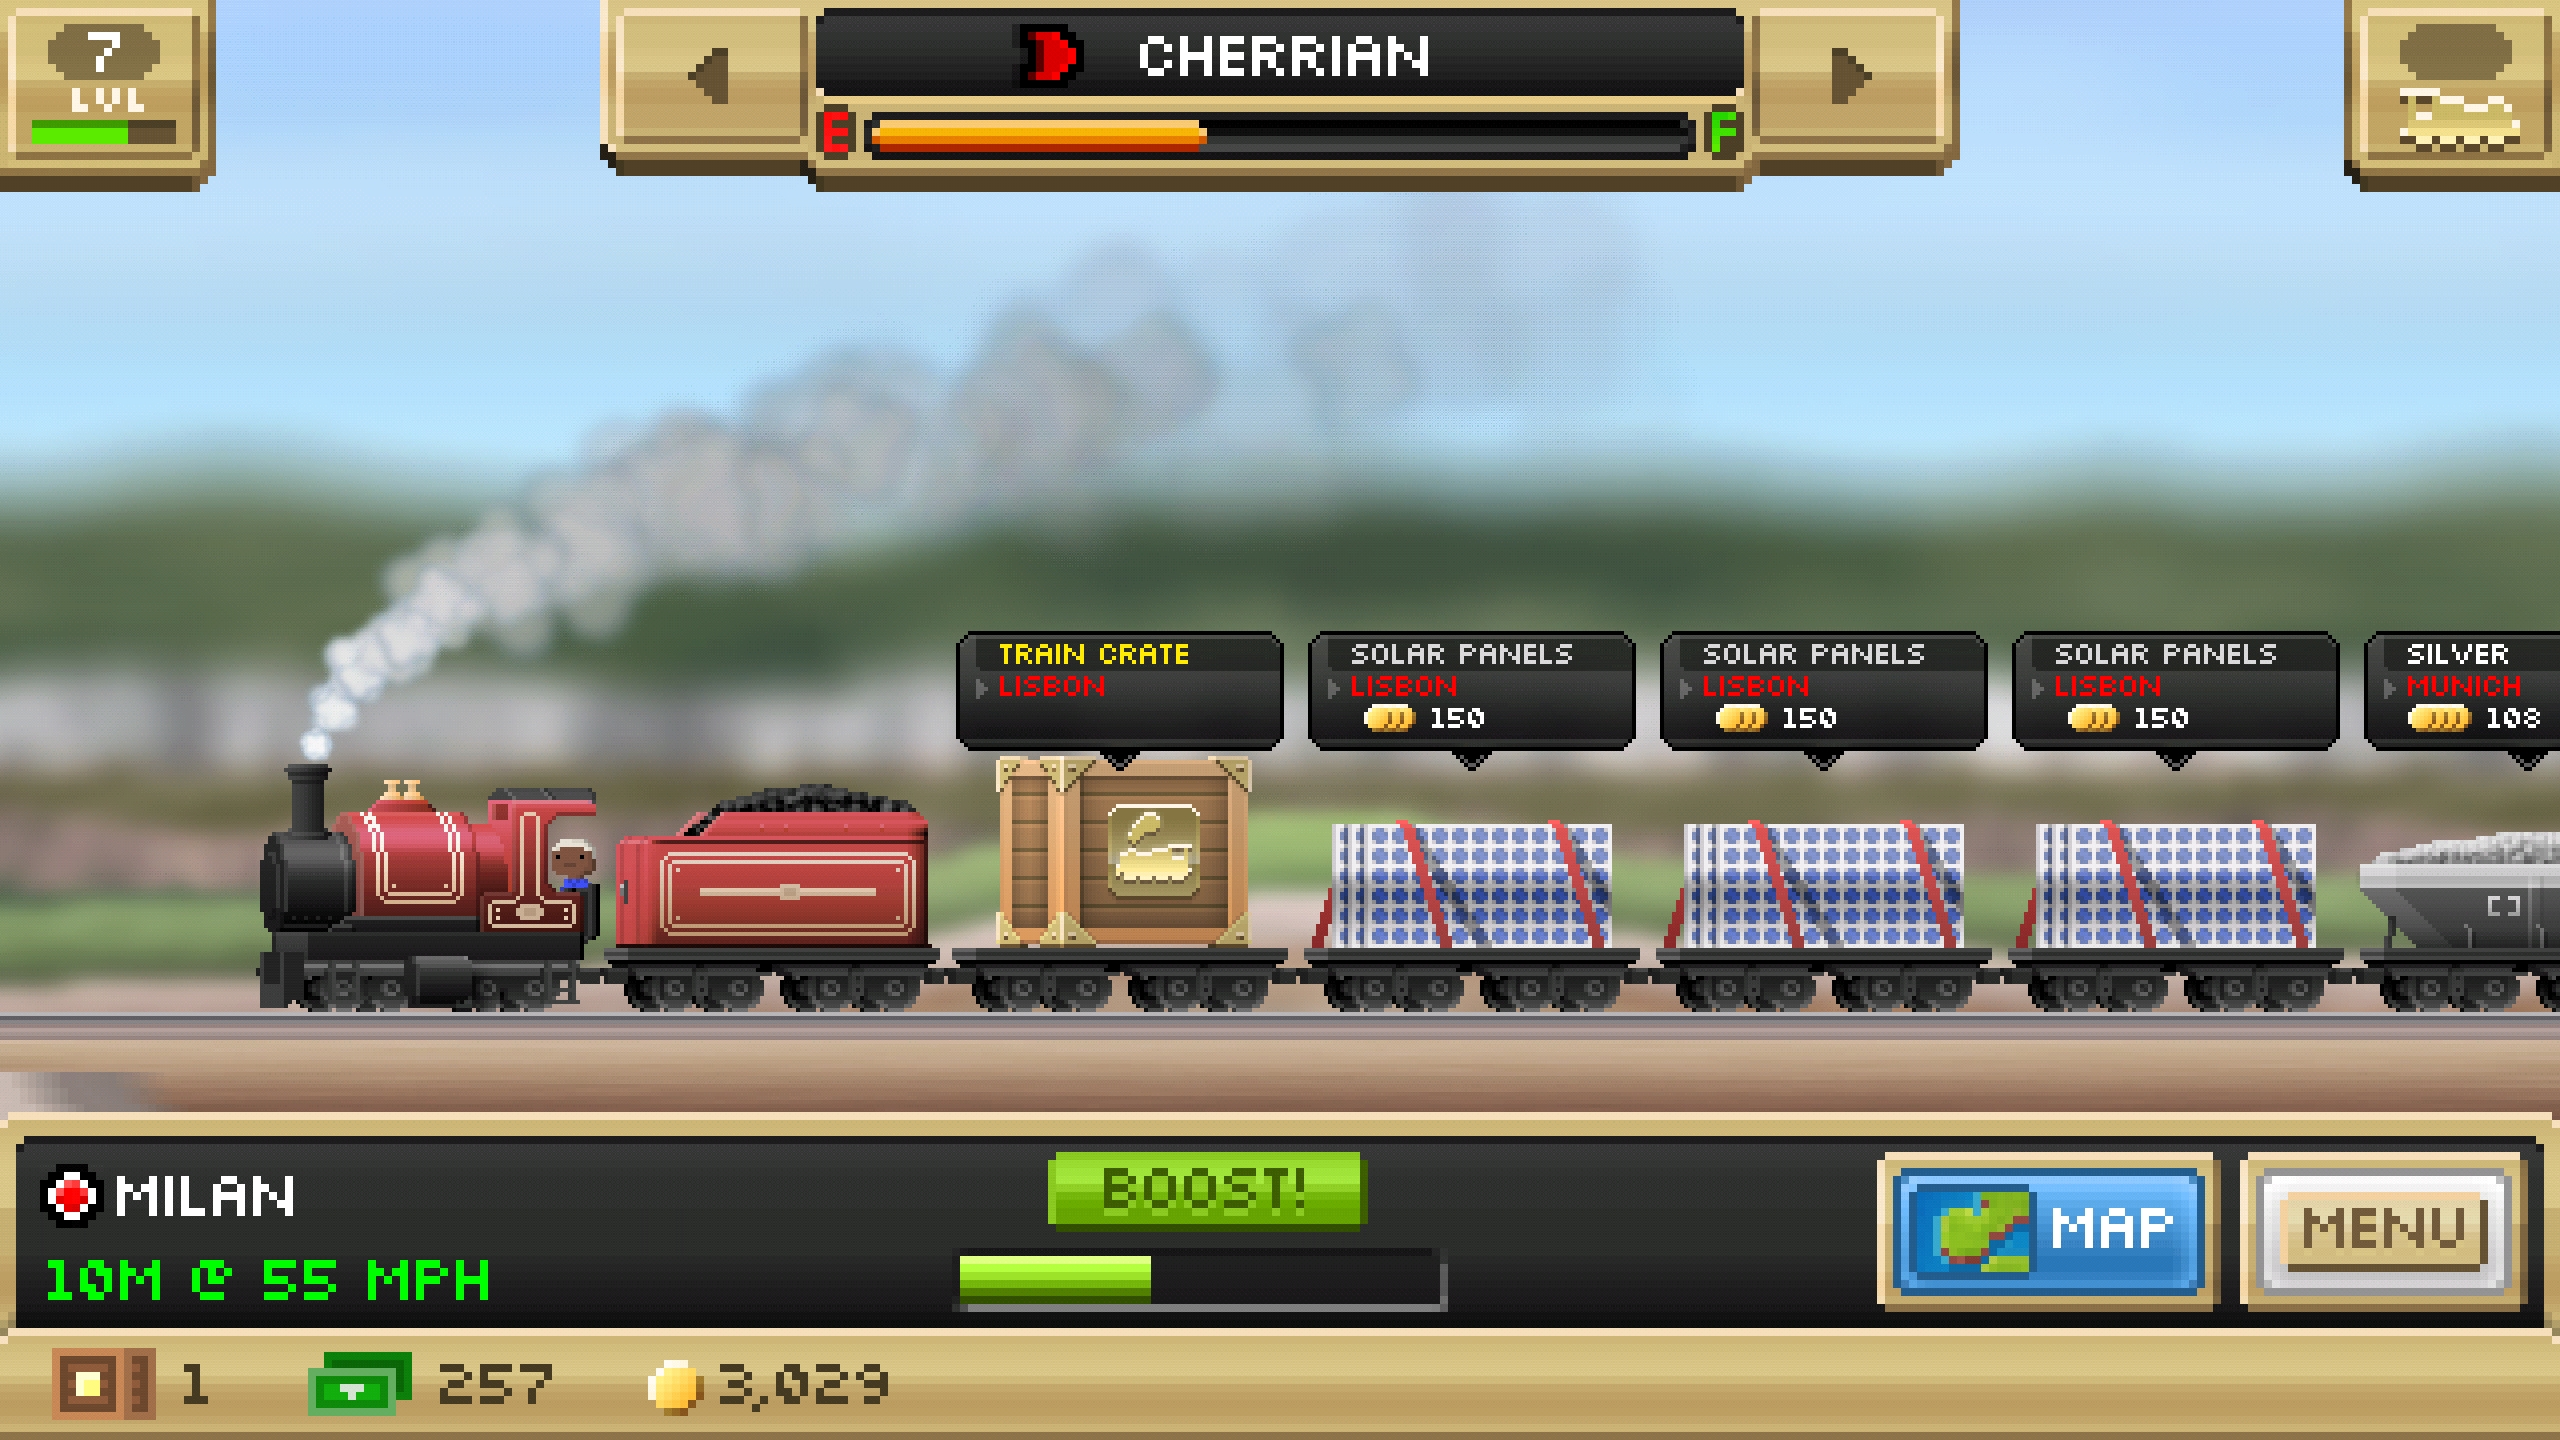 7
LVL
CHERRIAN
E F
TRAIN CRATE
LISBON
SOLAR PANELS
LISBON
150
SOLAR PANELS
LISBON
150
SOLAR PANELS
LISBON
150
SILVER
MUNICH
108
MILAN
10M @ 55 MPH
BOOST!
MAP
MENU
1
257
3,029